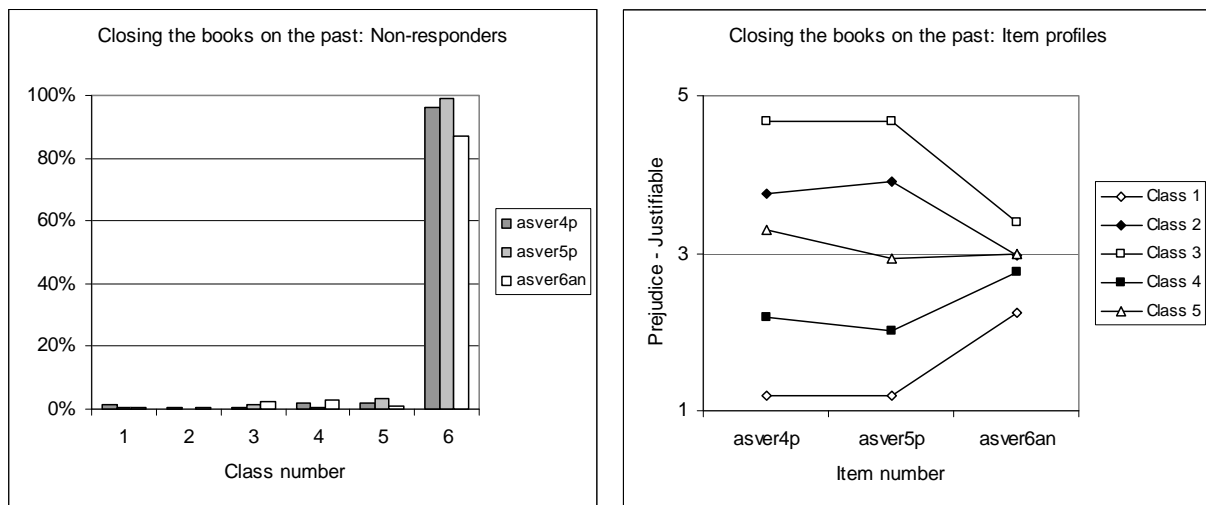 Closing the books on the past: Non-responders
100%
80%
60%
40%
20%
0%
1 2 3 4 5 6
Class number
asver4p
asver5p
asver6an
Closing the books on the past: Item profiles
Prejudice - Justifiable
5
3
1
asver4p asver5p asver6an
Item number
Class 1
Class 2
Class 3
Class 4
Class 5